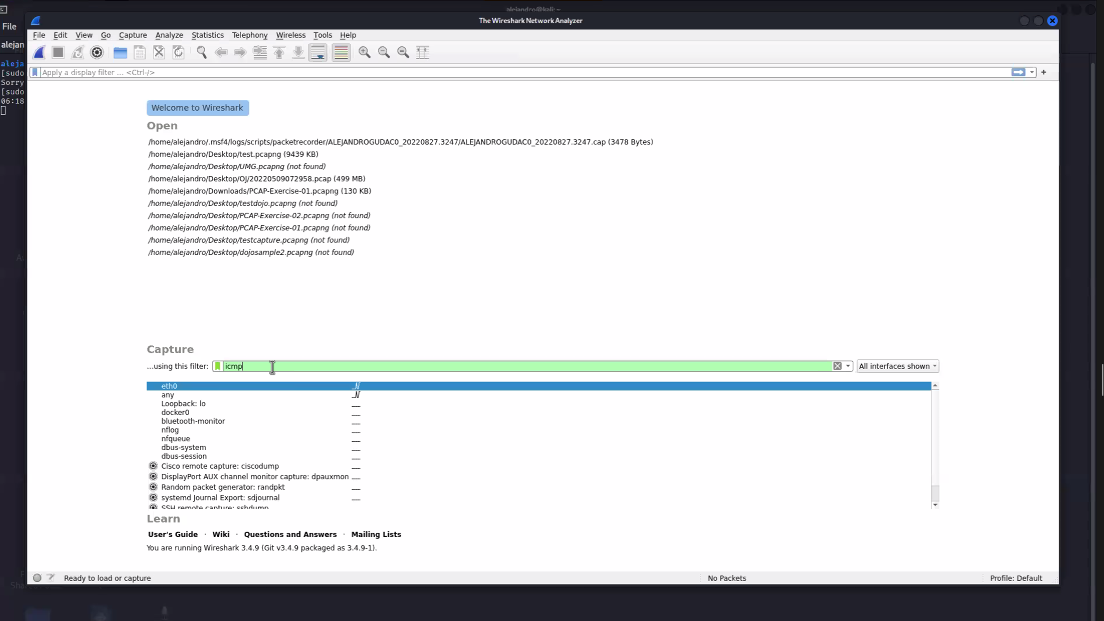 alejandro@kali: ~
The Wireshark Network Analyzer
File
File Edit View Go Capture Analyze Statistics Telephony Wireless Tools Help
alejan
aleja
[sudo
Sorry
[sudo
06:18
Apply a display filter ... <Ctrl-/>
Welcome to Wireshark
Open
/home/alejandro/.msf4/logs/scripts/packetrecorder/ALEJANDROGUDAC0_20220827.3247/ALEJANDROGUDAC0_20220827.3247.cap (3478 Bytes)
/home/alejandro/Desktop/test.pcapng (9439 KB)
/home/alejandro/Desktop/UMG.pcapng (not found)
/home/alejandro/Desktop/OJ/20220509072958.pcap (499 MB)
/home/alejandro/Downloads/PCAP-Exercise-01.pcapng (130 KB)
/home/alejandro/Desktop/testdojo.pcapng (not found)
/home/alejandro/Desktop/PCAP-Exercise-02.pcapng (not found)
/home/alejandro/Desktop/PCAP-Exercise-01.pcapng (not found)
/home/alejandro/Desktop/testcapture.pcapng (not found)
/home/alejandro/Desktop/dojosample2.pcapng (not found)
Capture
...using this filter: icmp All interfaces shown
eth0
any
Loopback: lo
docker0
bluetooth-monitor
nflog
nfqueue
dbus-system
dbus-session
Cisco remote capture: ciscodump
DisplayPort AUX channel monitor capture: dpauxmon
Random packet generator: randpkt
systemd Journal Export: sdjournal
SSH remote capture: sshdump
Learn
User's Guide · Wiki · Questions and Answers · Mailing Lists
You are running Wireshark 3.4.9 (Git v3.4.9 packaged as 3.4.9-1).
Ready to load or capture No Packets Profile: Default